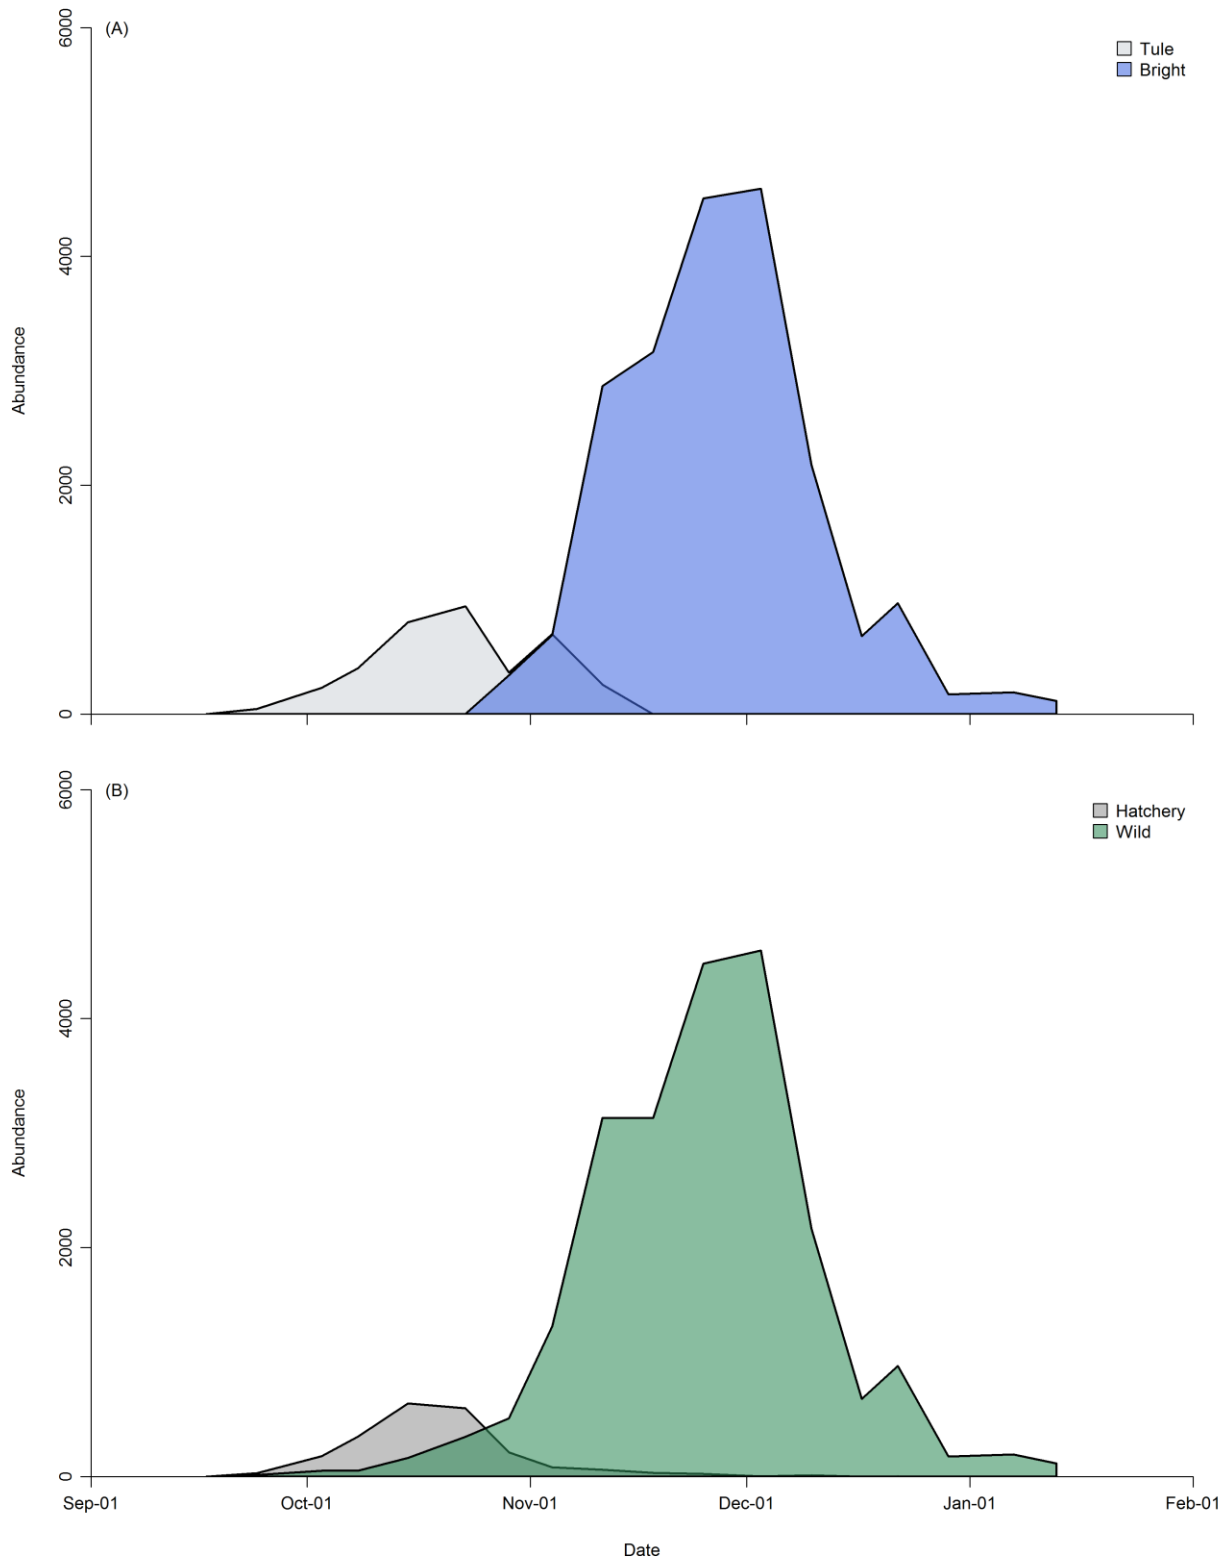 (A)
Tule
Bright
6000
4000
2000
0
Abundance
(B)
Hatchery
Wild
6000
4000
2000
0
Abundance
Sep-01 Oct-01 Nov-01 Dec-01 Jan-01 Feb-01
Date